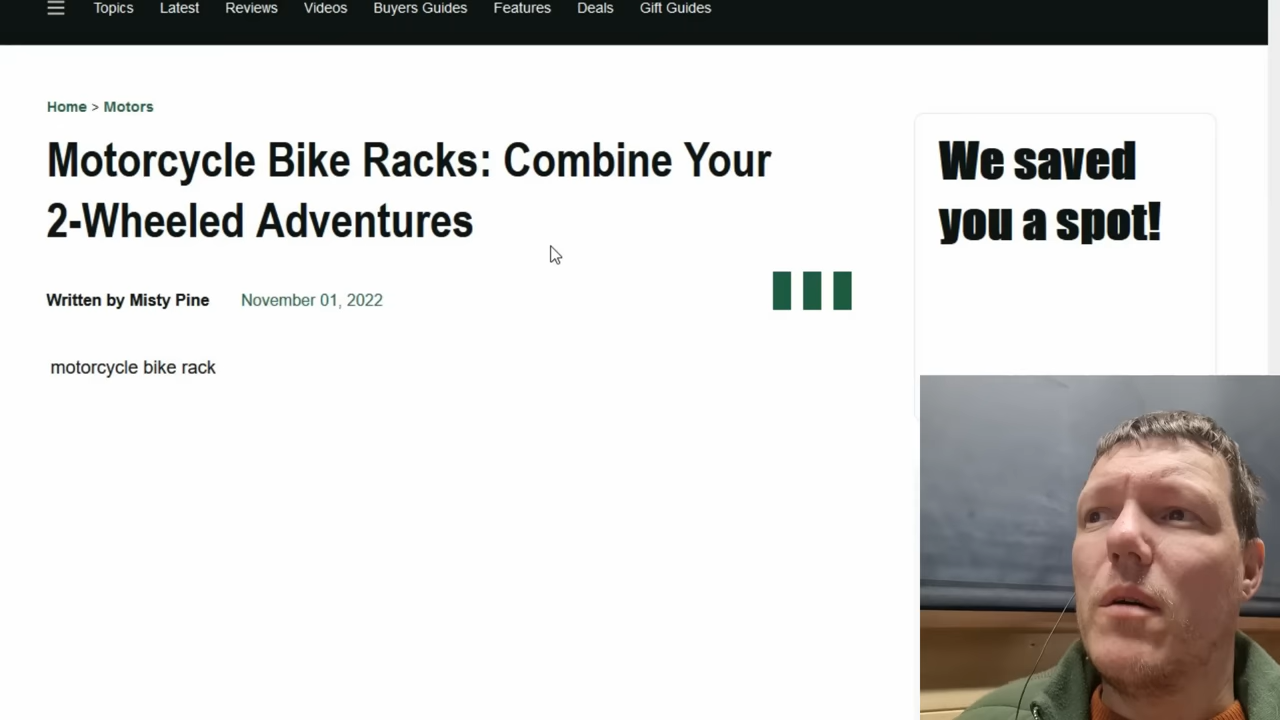 Topics Latest Reviews Videos Buyers Guides Features Deals Gift Guides
Home > Motors
Motorcycle Bike Racks: Combine Your
2-Wheeled Adventures
Written by Misty Pine November 01, 2022
motorcycle bike rack
We saved
you a spot!